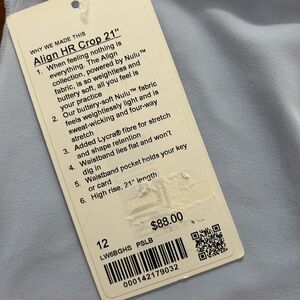 WHY WE MADE THIS
Align HR Crop 21"
1. When feeling nothing is
everything. The Align
collection, powered by Nulu™
fabric, is so weightless and
buttery soft, all you feel is
your practice
2. Our buttery-soft Nulu™ fabric
feels weightlessly light and is
sweat-wicking and four-way
stretch
3. Added Lycra® fibre for stretch
and shape retention
4. Waistband lies flat and won't
dig in
5. Waistband pocket holds your key
or card
6. High rise, 21" length
$88.00
12
LW6BGHS PSLB
000142179032